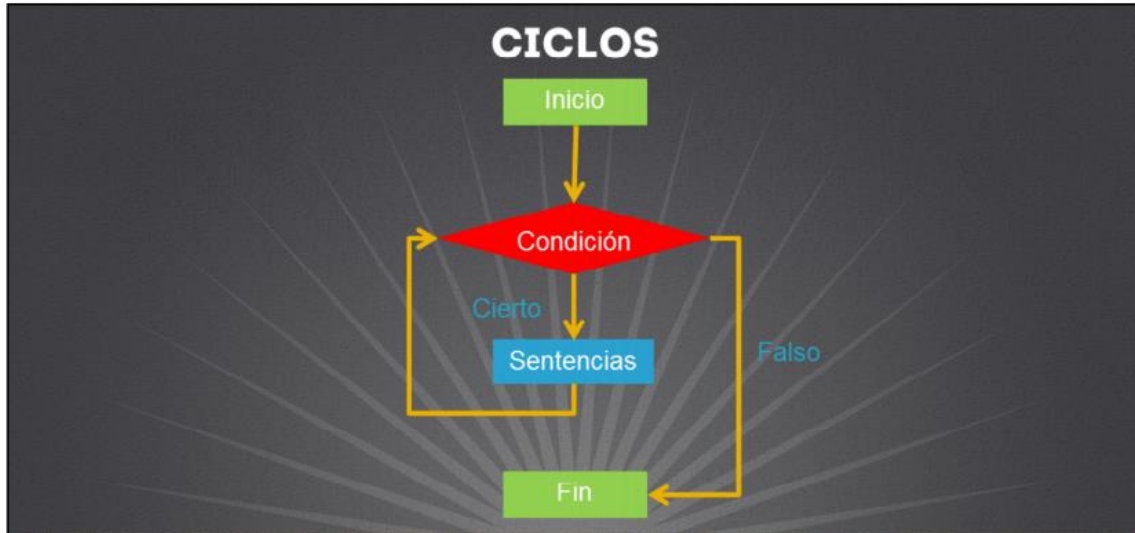 CICLOS
Inicio
Condición
Cierto
Sentencias
Falso
Fin